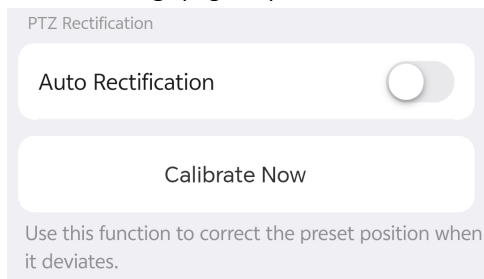 PTZ Rectification
Auto Rectification
Calibrate Now
Use this function to correct the preset position when
it deviates.